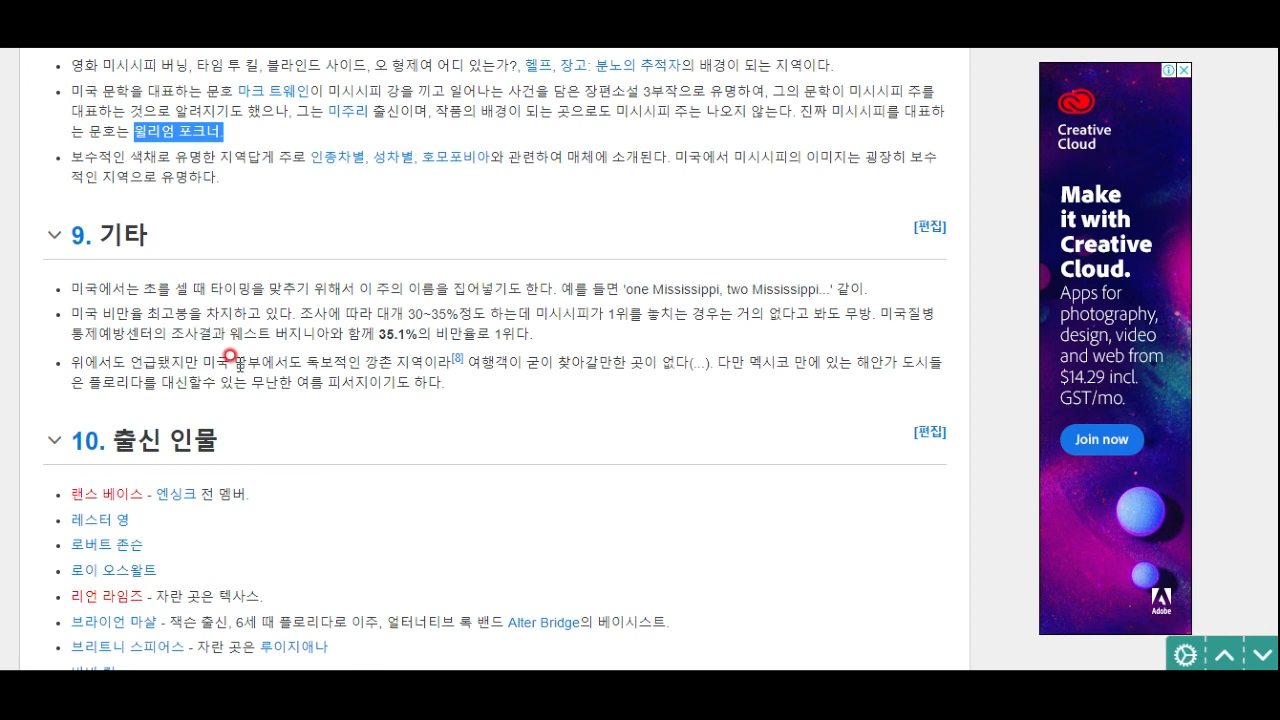 영화 미시시피 버닝, 타임 투 킬, 블라인드 사이드, 오 형제여 어디 있는가?, 헬프, 장고: 분노의 추적자의 배경이 되는 지역이다.
미국 문학을 대표하는 문호 마크 트웨인이 미시시피 강을 끼고 일어나는 사건을 담은 장편소설 3부작으로 유명하여, 그의 문학이 미시시피 주를
대표하는 것으로 알려지기도 했으나, 그는 미주리 출신이며, 작품의 배경이 되는 곳으로도 미시시피 주는 나오지 않는다. 진짜 미시시피를 대표하
는 문호는 윌리엄 포크너.
보수적인 색채로 유명한 지역답게 주로 인종차별, 성차별, 호모포비아와 관련하여 매체에 소개된다. 미국에서 미시시피의 이미지는 굉장히 보수
적인 지역으로 유명하다.
9. 기타
[편집]
미국에서는 초를 셀 때 타이밍을 맞추기 위해서 이 주의 이름을 집어넣기도 한다. 예를 들면 'one Mississippi, two Mississippi...' 같이.
미국 비만율 최고봉을 차지하고 있다. 조사에 따라 대개 30~35%정도 하는데 미시시피가 1위를 놓치는 경우는 거의 없다고 봐도 무방. 미국질병
통제예방센터의 조사결과 웨스트 버지니아와 함께 35.1%의 비만율로 1위다.
위에서도 언급됐지만 미국 부에서도 독보적인 깡촌 지역이라[8] 여행객이 굳이 찾아갈만한 곳이 없다(...). 다만 멕시코 만에 있는 해안가 도시들
은 플로리다를 대신할수 있는 무난한 여름 피서지이기도 하다.
10. 출신 인물
[편집]
랜스 베이스 - 엔싱크 전 멤버.
레스터 영
로버트 존슨
로이 오스왈트
리언 라임즈 - 자란 곳은 텍사스.
브라이언 마샬 - 잭슨 출신, 6세 때 플로리다로 이주, 얼터너티브 록 밴드 Alter Bridge의 베이시스트.
브리트니 스피어스 - 자란 곳은 루이지애나
Creative
Cloud
Make
it with
Creative
Cloud.
Apps for
photography,
design, video
and web from
$14.29 incl.
GST/mo.
Join now
Adobe